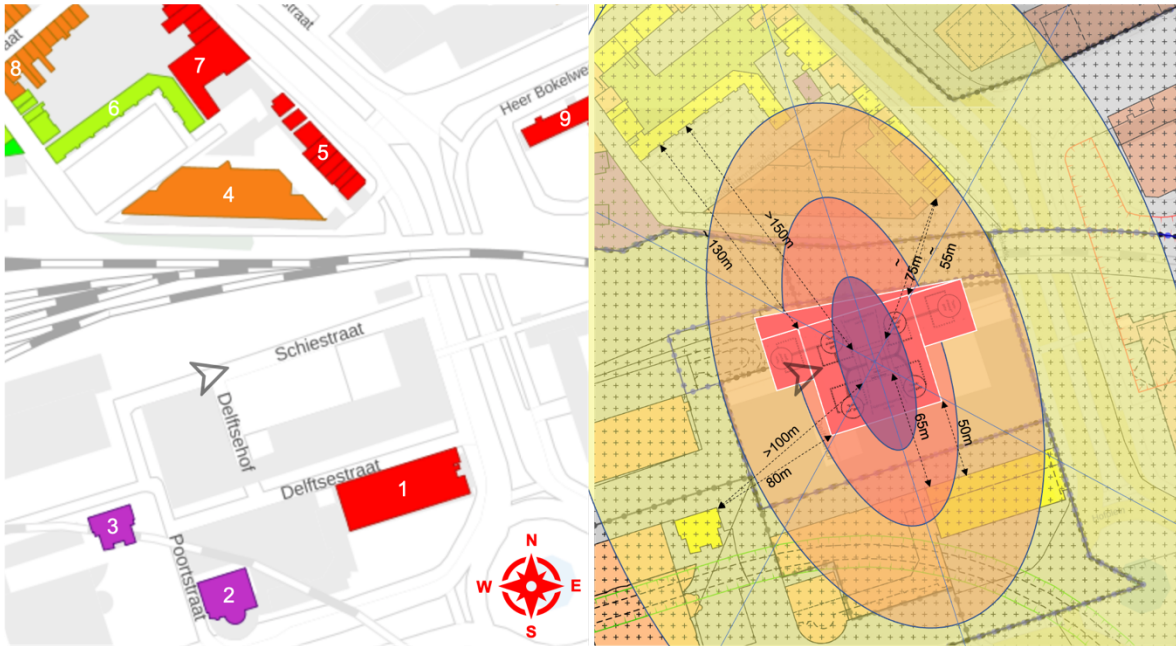 aat
8
7
6
Heer Bokelwe
9
5
4
Schiestraat
Delftsehof
Delftsestraat
1
3
Poortstraat
2
N
W
E
S
>150m
~ 130m
~ 75m
~ 55m
>100m
80m
65m
50m